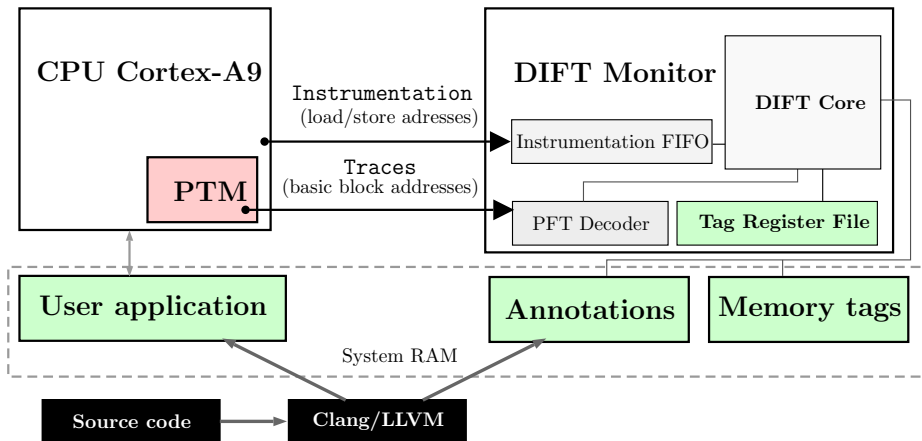 CPU Cortex-A9
DIFT Monitor
Instrumentation
(load/store adresses)
DIFT Core
Instrumentation FIFO
Traces
(basic block addresses)
PTM
PFT Decoder
Tag Register File
User application
Annotations
Memory tags
System RAM
Source code
Clang/LLVM